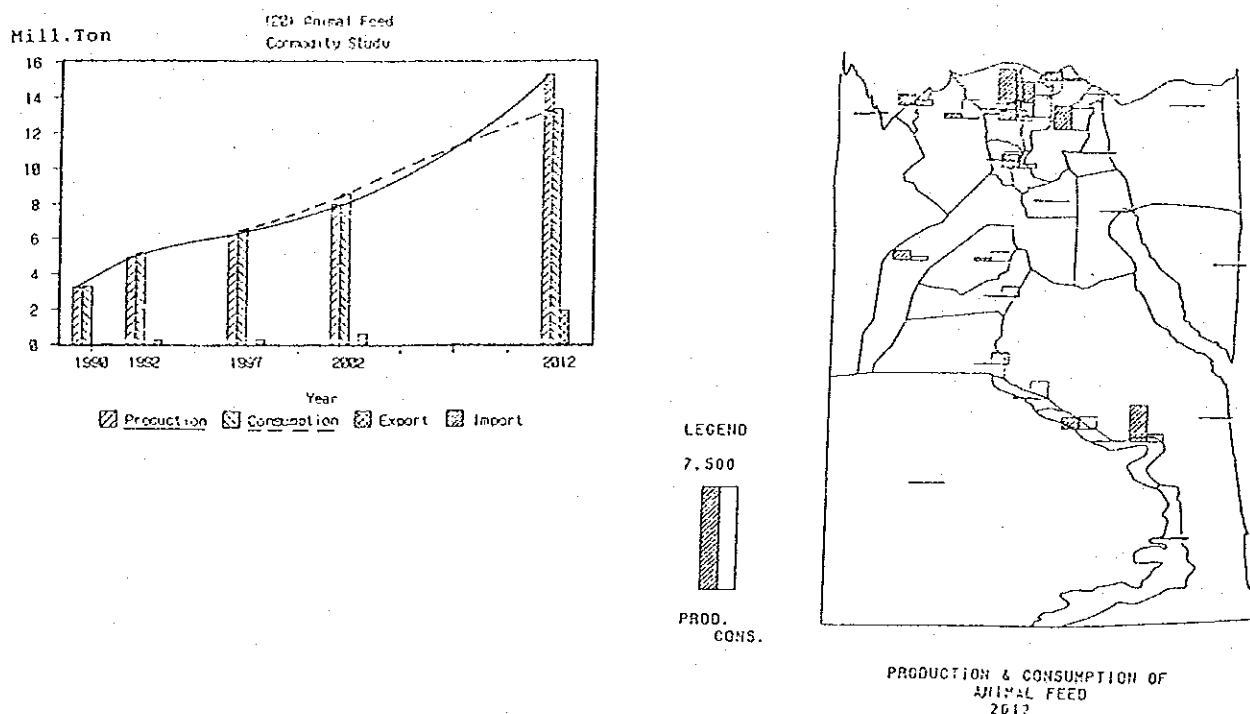 Mill.Ton
(22) Animal Feed
Commodity Study
16
14
12
10
8
6
4
2
0
1990 1992 1997 2002 2012
Year
Production Consumption Export Import
LEGEND
7.500
PROD.
CONS.
PRODUCTION & CONSUMPTION OF
ANIMAL FEED
2012